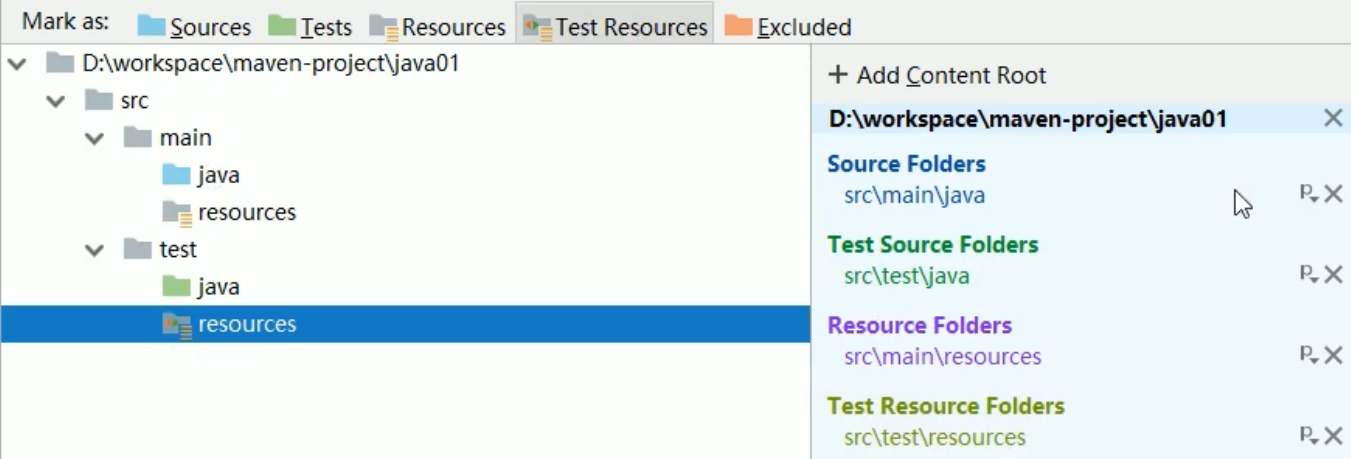 Mark as: Sources Tests Resources Test Resources Excluded
D:\workspace\maven-project\java01
src
main
java
resources
test
java
resources
+ Add Content Root
D:\workspace\maven-project\java01
Source Folders
src\main\java
Test Source Folders
src\test\java
Resource Folders
src\main\resources
Test Resource Folders
src\test\resources